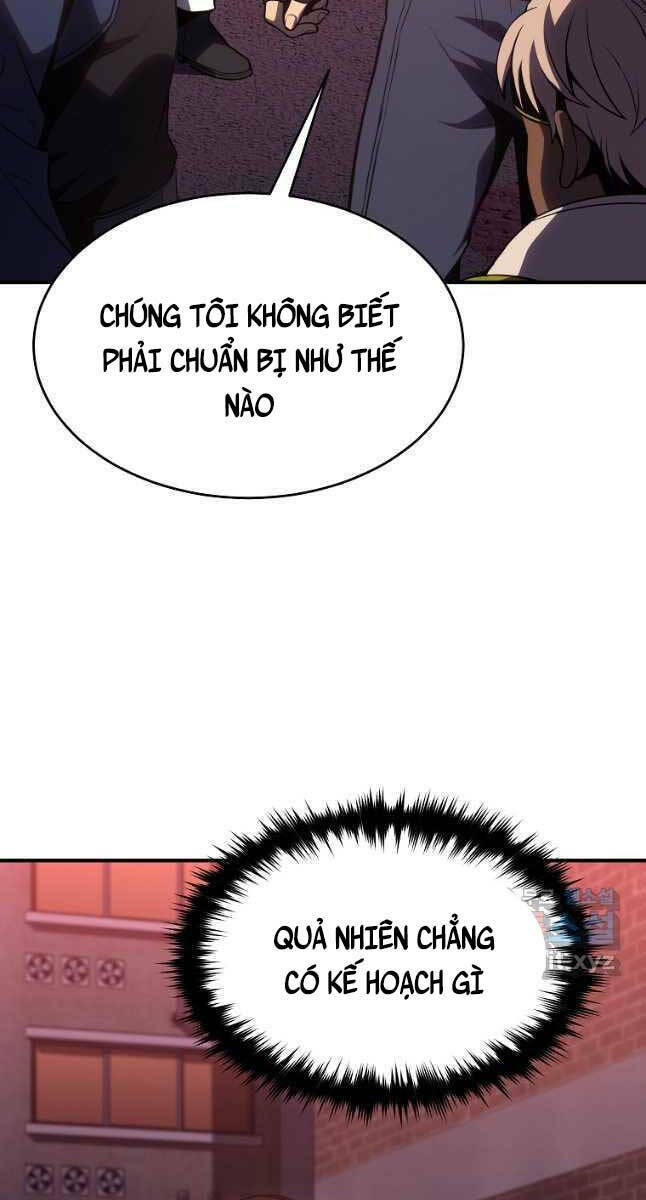 CHÚNG TÔI KHÔNG BIẾT
PHẢI CHUẨN BỊ NHƯ THẾ
NÀO
QUẢ NHIÊN CHẲNG
CÓ KẾ HOẠCH GÌ